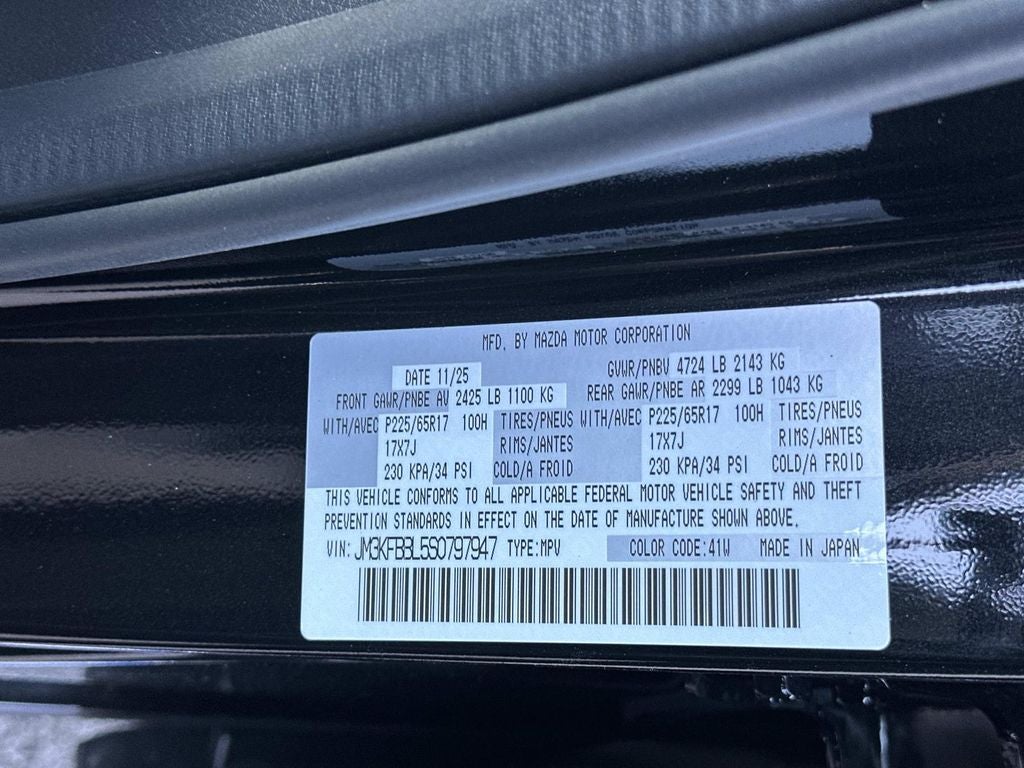 MFD. BY MAZDA MOTOR CORPORATION
DATE 11/25 GVWR/PNBV 4724 LB 2143 KG
FRONT GAWR/PNBE AV 2425 LB 1100 KG REAR GAWR/PNBE AR 2299 LB 1043 KG
WITH/AVEC P225/65R17 100H TIRES/PNEUS WITH/AVEC P225/65R17 100H TIRES/PNEUS
17X7J RIMS/JANTES 17X7J RIMS/JANTES
230 KPA/34 PSI COLD/A FROID 230 KPA/34 PSI COLD/A FROID
THIS VEHICLE CONFORMS TO ALL APPLICABLE FEDERAL MOTOR VEHICLE SAFETY AND THEFT
PREVENTION STANDARDS IN EFFECT ON THE DATE OF MANUFACTURE SHOWN ABOVE.
VIN: JM3KFBBL5S0797947 TYPE:MPV COLOR CODE:41W MADE IN JAPAN